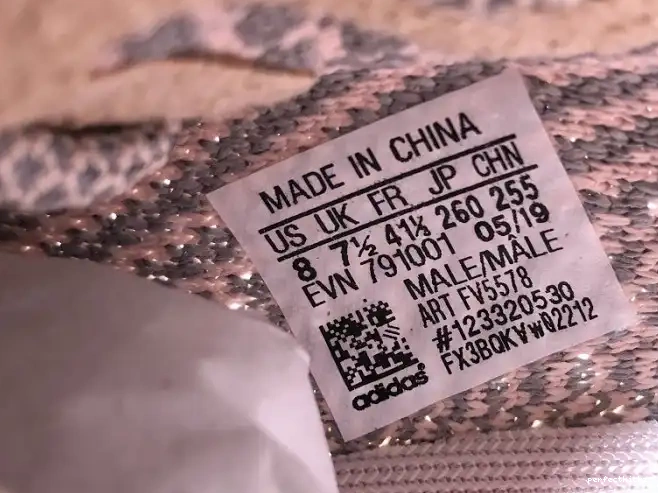 MADE IN CHINA
US UK FR JP CHN
8 7½ 41⅓ 260 255
EVN 791001 05/19
MALE/MÂLE
ART FV5578
#123320530
FX3BQKVwQ2212
adidas